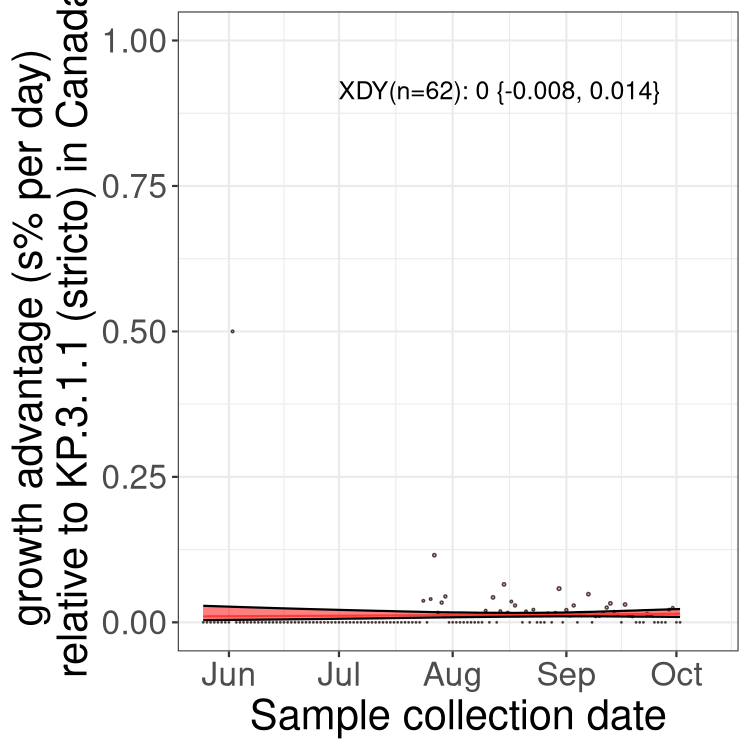 growth advantage (s% per day)
relative to KP.3.1.1 (stricto) in Canada
1.00
0.75
0.50
0.25
0.00
XDY(n=62): 0 {-0.008, 0.014}
Jun Jul Aug Sep Oct
Sample collection date